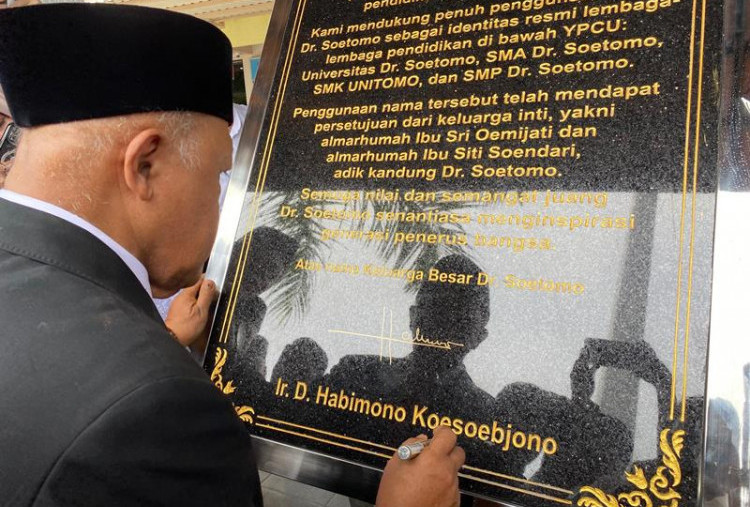 pendidikan
Kami mendukung penuh penggunaan
Dr. Soetomo sebagai identitas resmi lembaga-
lembaga pendidikan di bawah YPCU:
Universitas Dr. Soetomo, SMA Dr. Soetomo,
SMK UNITOMO, dan SMP Dr. Soetomo.
Penggunaan nama tersebut telah mendapat
persetujuan dari keluarga inti, yakni
almarhumah Ibu Sri Oemijati dan
almarhumah Ibu Siti Soendari,
adik kandung Dr. Soetomo.
Semoga nilai dan semangat juang
Dr. Soetomo senantiasa menginspirasi
generasi penerus bangsa
Atas nama Keluarga Besar Dr. Soetomo
Ir. D. Habimono Koesoebjono